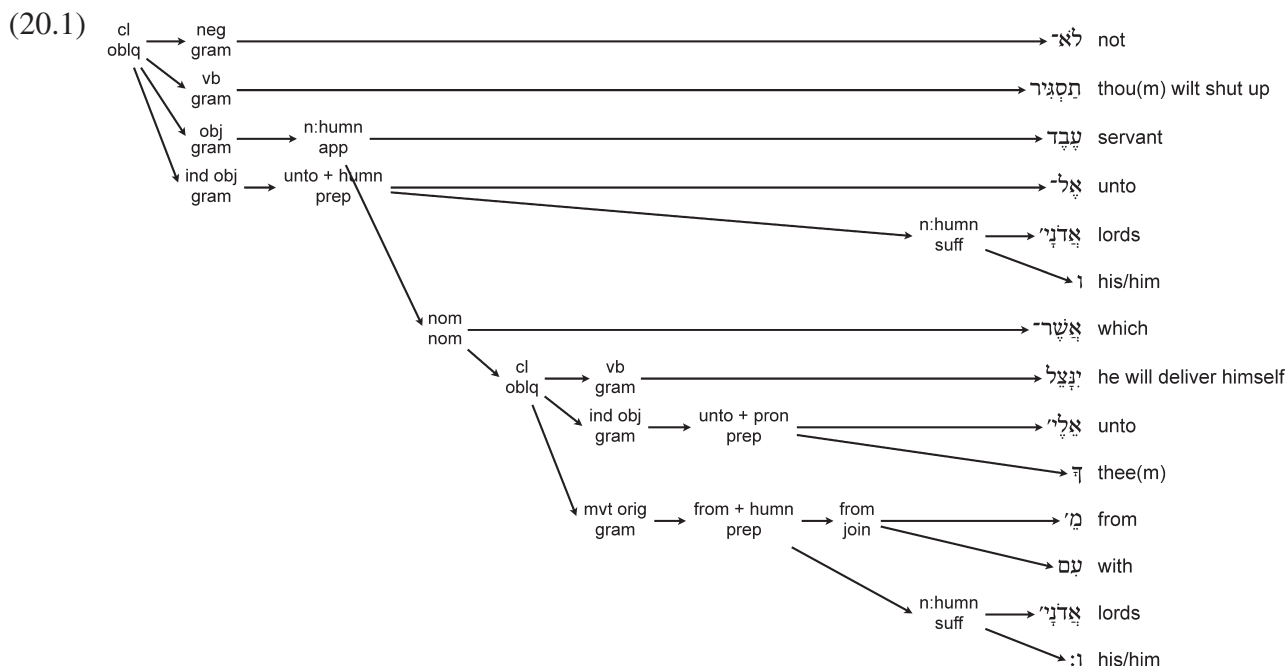 (20.1)
cl oblq neg gram לֹא־ not
vb gram תַסְגִּיר thou(m) wilt shut up
obj gram n:humn app עֶבֶד servant
ind obj gram unto + humn prep אֶל־ unto
n:humn suff אֲדֹנָי׳ lords
ו his/him
nom nom אֲשֶׁר־ which
cl oblq vb gram יִנָּצֵל he will deliver himself
ind obj gram unto + pron prep אֵלֶי׳ unto
ךָ thee(m)
mvt orig gram from + humn prep from join מֵ׳ from
עִם with
n:humn suff אֲדֹנָי׳ lords
ו׃ his/him